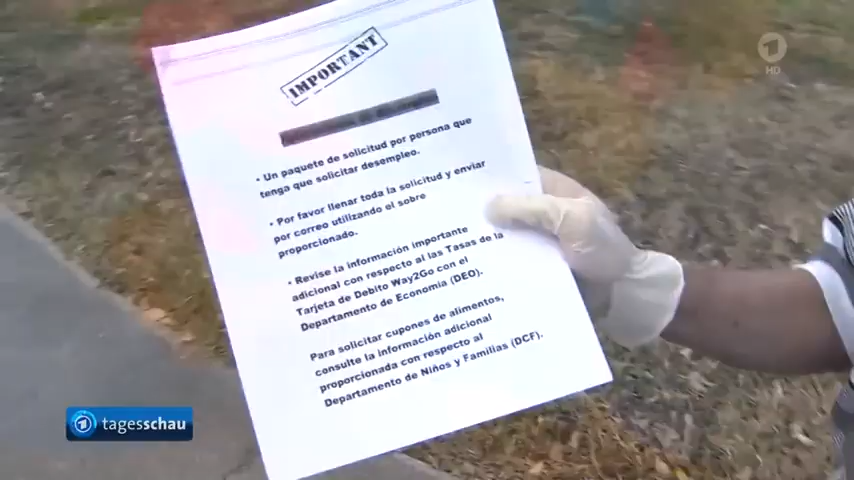 1
HD
IMPORTANT
• Un paquete de solicitud por persona que
tenga que solicitar desempleo.
• Por favor llenar toda la solicitud y enviar
por correo utilizando el sobre
proporcionado.
• Revise la información importante
adicional con respecto al las Tasas de la
Tarjeta de Debito Way2Go con el
Departamento de Economia (DEO).
Para solicitar cupones de alimentos,
consulte la información adicional
proporcionada con respecto al
Departamento de Niños y Familias (DCF).
tagesschau